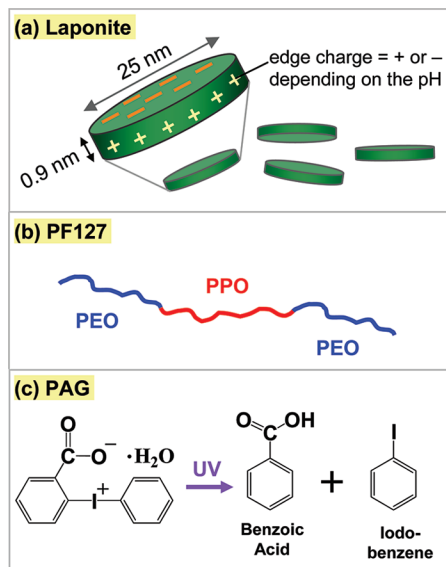 (a) Laponite
25 nm
edge charge = + or –
depending on the pH
0.9 nm
(b) PF127
PPO
PEO
PEO
(c) PAG
O
C
O–
·H2O
I+
UV
O
OH
C
Benzoic
Acid
+
I
Iodo-
benzene